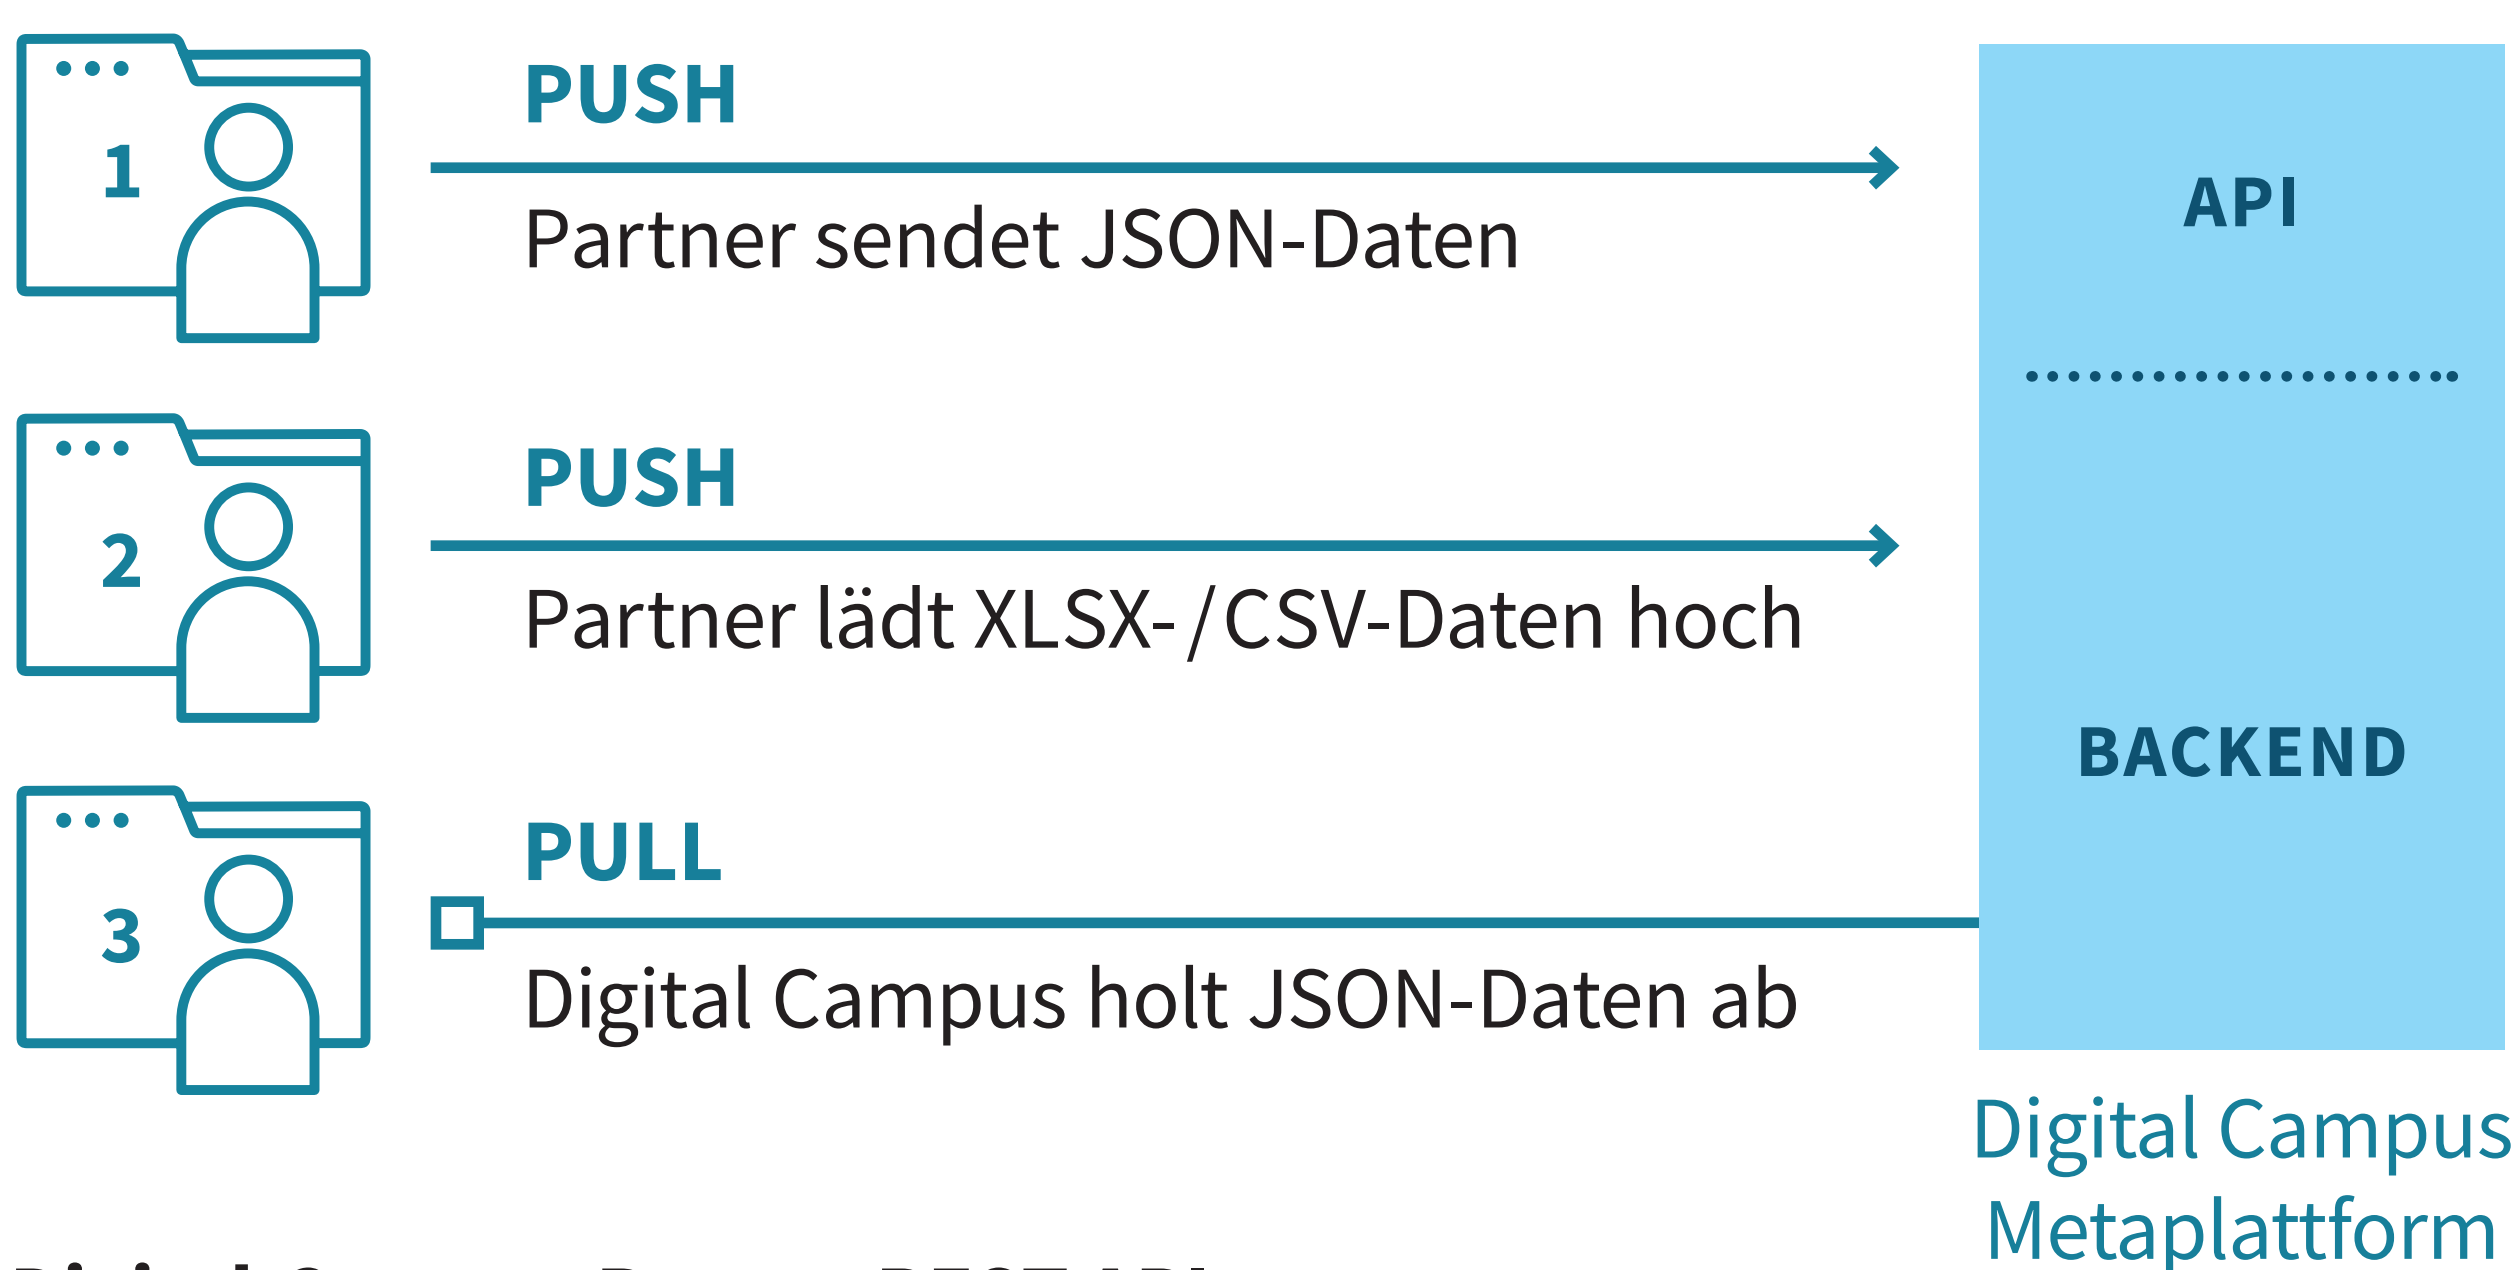 1
PUSH
Partner sendet JSON-Daten
API
2
PUSH
Partner lädt XLSX-/CSV-Daten hoch
BACKEND
3
PULL
Digital Campus holt JSON-Daten ab
Digital Campus
Metaplattform